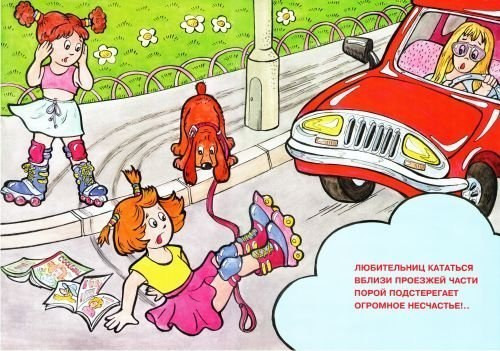 ЛЮБИТЕЛЬНИЦ КАТАТЬСЯ
ВБЛИЗИ ПРОЕЗЖЕЙ ЧАСТИ
ПОРОЙ ПОДСТЕРЕГАЕТ
ОГРОМНОЕ НЕСЧАСТЬЕ!..